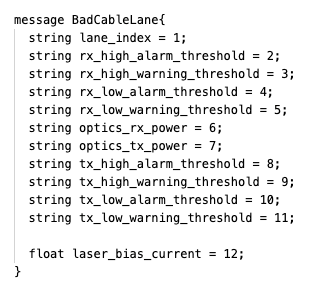 message BadCableLane{
string lane_index = 1;
string rx_high_alarm_threshold = 2;
string rx_high_warning_threshold = 3;
string rx_low_alarm_threshold = 4;
string rx_low_warning_threshold = 5;
string optics_rx_power = 6;
string optics_tx_power = 7;
string tx_high_alarm_threshold = 8;
string tx_high_warning_threshold = 9;
string tx_low_alarm_threshold = 10;
string tx_low_warning_threshold = 11;
float laser_bias_current = 12;
}